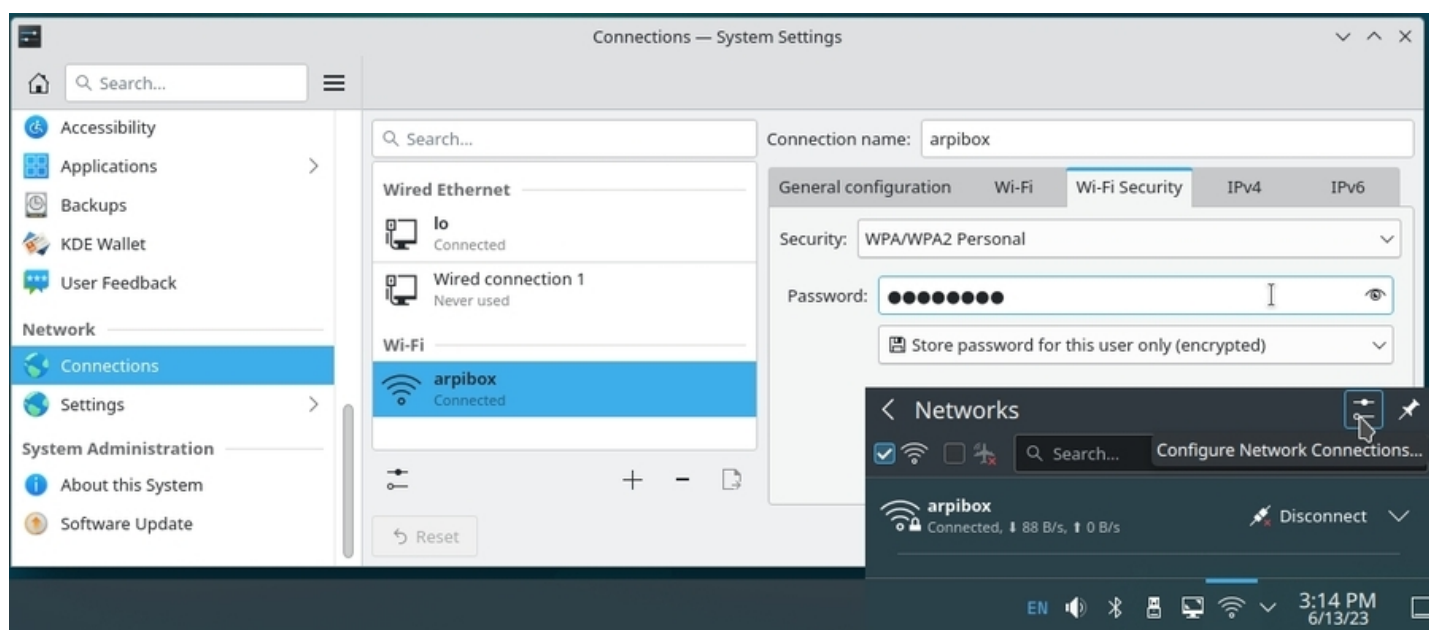 Connections — System Settings
Search...
Accessibility
Applications
Backups
KDE Wallet
User Feedback
Network
Connections
Settings
System Administration
About this System
Software Update
Search...
Wired Ethernet
lo
Connected
Wired connection 1
Never used
Wi-Fi
arpibox
Connected
Reset
Connection name: arpibox
General configuration Wi-Fi Wi-Fi Security IPv4 IPv6
Security: WPA/WPA2 Personal
Password: ●●●●●●●●
Store password for this user only (encrypted)
Networks
Search...
Configure Network Connections...
arpibox
Connected, ⬇ 88 B/s, ⬆ 0 B/s
Disconnect
EN
3:14 PM
6/13/23